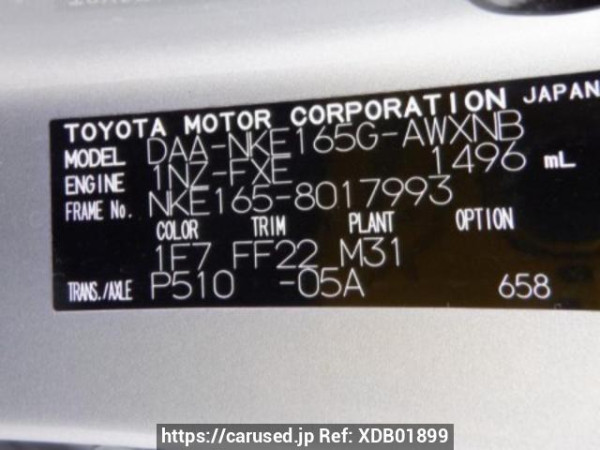 TOYOTA MOTOR CORPORATION JAPAN
MODEL DAA-NKE165G-AWXNB
ENGINE 1NZ-FXE 1496 mL
FRAME No. NKE165-8017993
COLOR TRIM PLANT OPTION
1F7 FF22 M31
TRANS./AXLE P510 -05A 658
https://carused.jp Ref: XDB01899